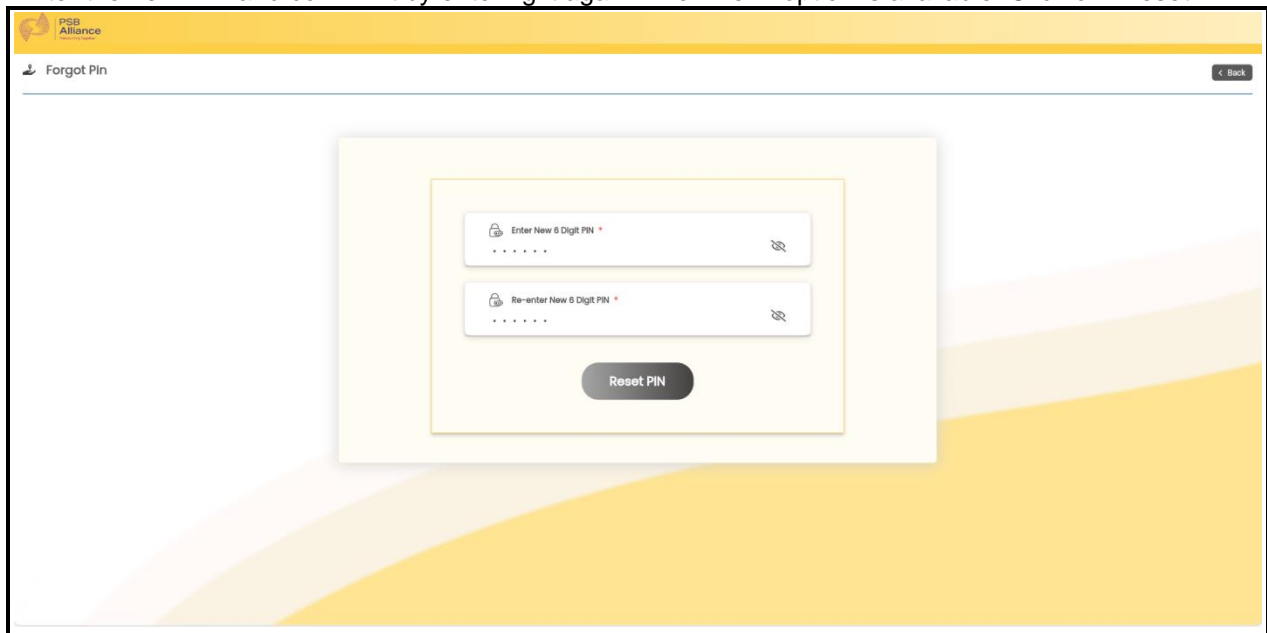 PSB
Alliance
Forgot Pin
< Back
Enter New 6 Digit PIN *
......
Re-enter New 6 Digit PIN *
......
Reset PIN